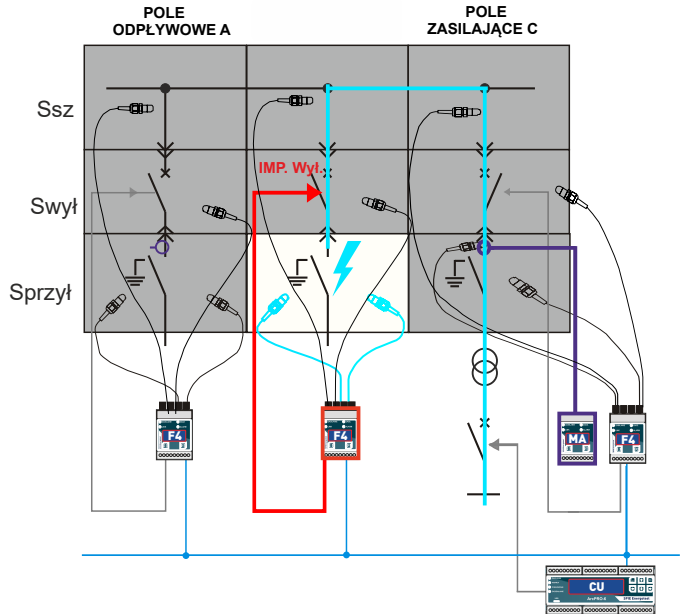 POLE
ODPŁYWOWE A
POLE
ZASILAJĄCE C
Ssz
Swył
IMP. Wył.
Sprzył
F4
F4
MA
F4
CU